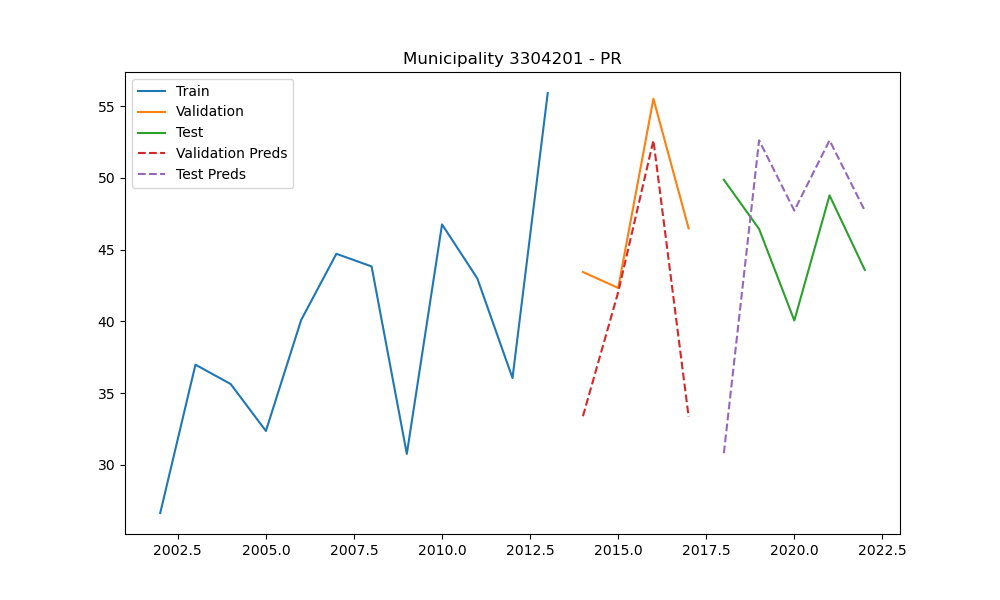 Municipality 3304201 - PR
Train
Validation
Test
Validation Preds
Test Preds
55
50
45
40
35
30
2002.5 2005.0 2007.5 2010.0 2012.5 2015.0 2017.5 2020.0 2022.5